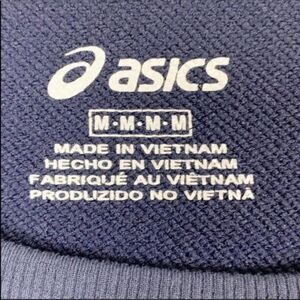 asics
M•M•M•M
MADE IN VIETNAM
HECHO EN VIETNAM
FABRIQUÉ AU VIÊTNAM
PRODUZIDO NO VIETNÃ